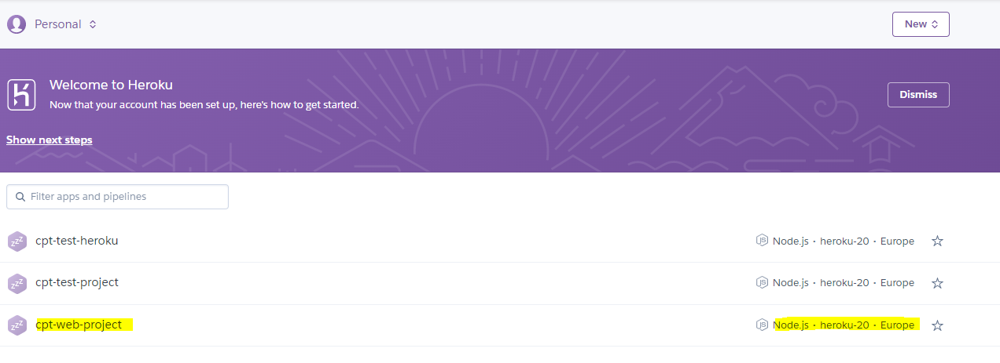 Personal
New
Welcome to Heroku
Now that your account has been set up, here's how to get started.
Dismiss
Show next steps
Filter apps and pipelines
cpt-test-heroku
Node.js • heroku-20 • Europe
cpt-test-project
Node.js • heroku-20 • Europe
cpt-web-project
Node.js • heroku-20 • Europe